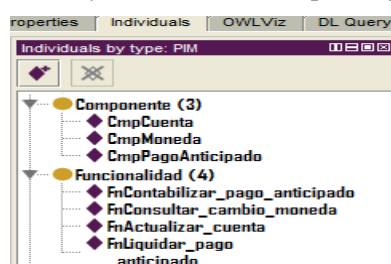 roperties Individuals OWLViz DL Query
Individuals by type: PIM
Componente (3)
CmpCuenta
CmpMoneda
CmpPagoAnticipado
Funcionalidad (4)
FnContabilizar_pago_anticipado
FnConsultar_cambio_moneda
FnActualizar_cuenta
FnLiquidar_pago
anticipado